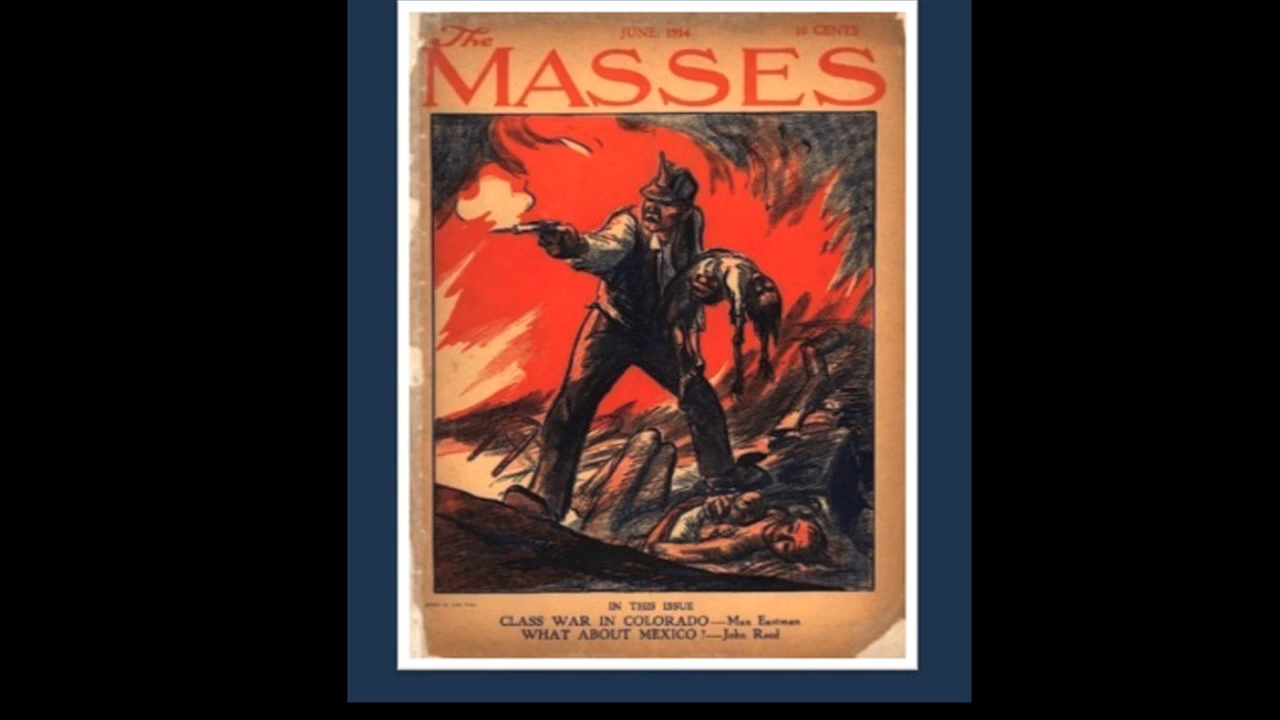 The
JUNE, 1914
10 CENTS
MASSES
IN THIS ISSUE
CLASS WAR IN COLORADO—Max Eastman
WHAT ABOUT MEXICO?—John Reed